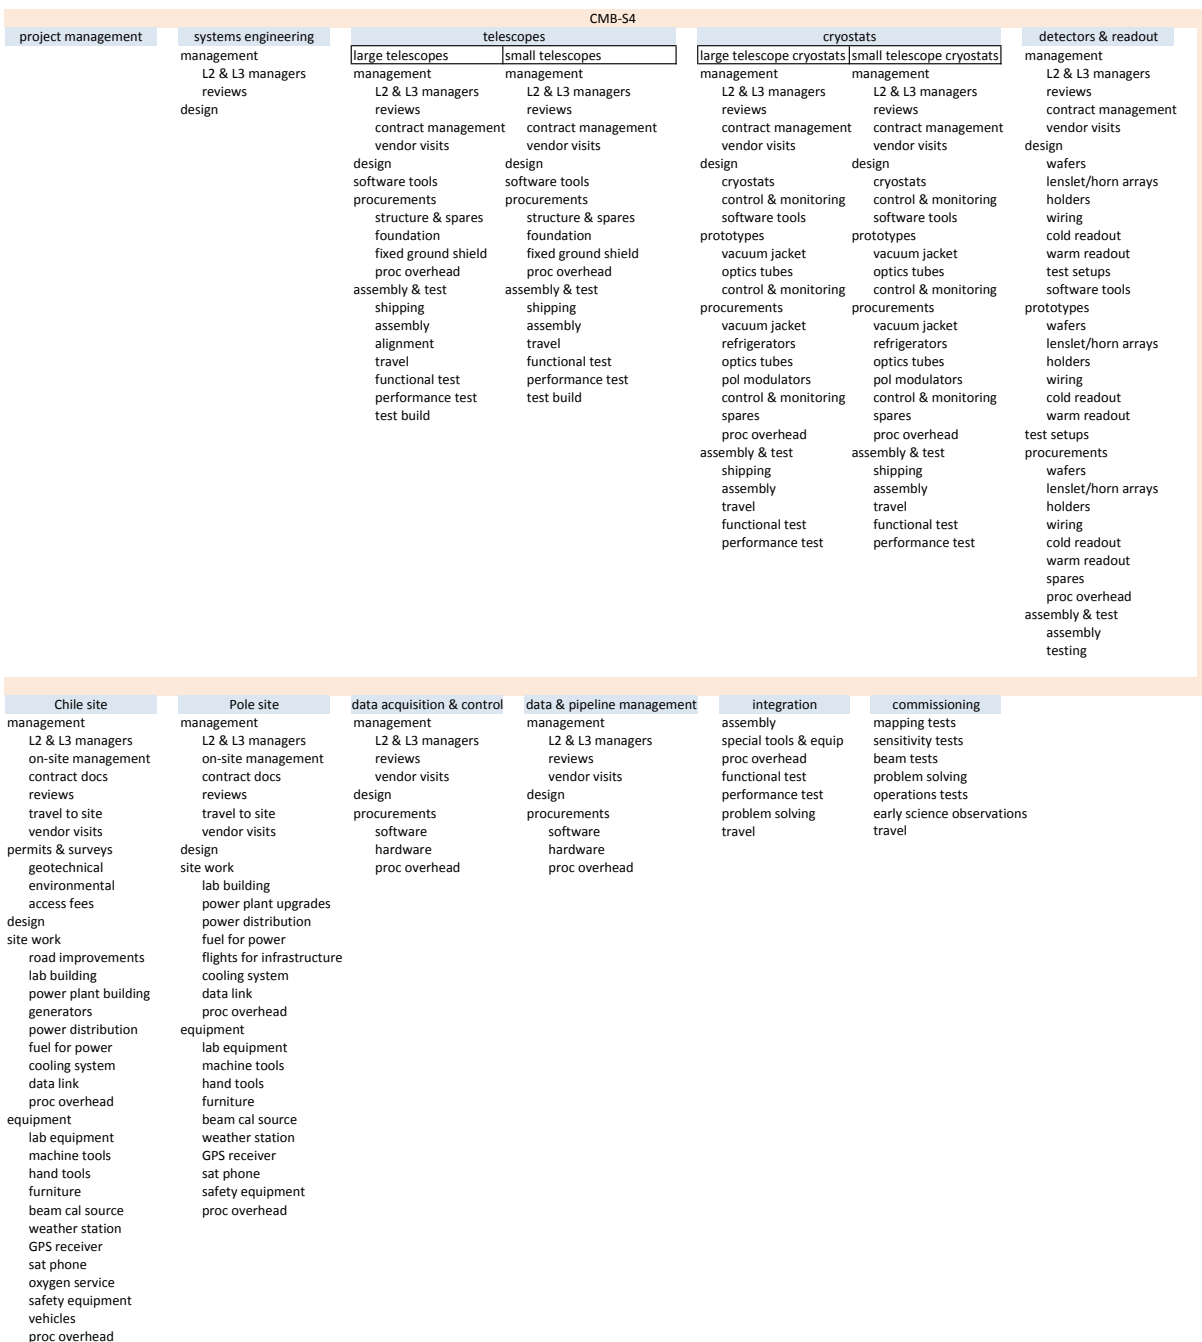 CMB-S4
project management
systems engineering
management
L2 & L3 managers
reviews
design
telescopes
large telescopes
management
L2 & L3 managers
reviews
contract management
vendor visits
design
software tools
procurements
structure & spares
foundation
fixed ground shield
proc overhead
assembly & test
shipping
assembly
alignment
travel
functional test
performance test
test build
small telescopes
management
L2 & L3 managers
reviews
contract management
vendor visits
design
software tools
procurements
structure & spares
foundation
fixed ground shield
proc overhead
assembly & test
shipping
assembly
travel
functional test
performance test
test build
cryostats
large telescope cryostats
management
L2 & L3 managers
reviews
contract management
vendor visits
design
cryostats
control & monitoring
software tools
prototypes
vacuum jacket
optics tubes
control & monitoring
procurements
vacuum jacket
refrigerators
optics tubes
pol modulators
control & monitoring
spares
proc overhead
assembly & test
shipping
assembly
travel
functional test
performance test
small telescope cryostats
management
L2 & L3 managers
reviews
contract management
vendor visits
design
cryostats
control & monitoring
software tools
prototypes
vacuum jacket
optics tubes
control & monitoring
procurements
vacuum jacket
refrigerators
optics tubes
pol modulators
control & monitoring
spares
proc overhead
assembly & test
shipping
assembly
travel
functional test
performance test
detectors & readout
management
L2 & L3 managers
reviews
contract management
vendor visits
design
wafers
lenslet/horn arrays
holders
wiring
cold readout
warm readout
test setups
software tools
prototypes
wafers
lenslet/horn arrays
holders
wiring
cold readout
warm readout
test setups
procurements
wafers
lenslet/horn arrays
holders
wiring
cold readout
warm readout
spares
proc overhead
assembly & test
assembly
testing
Chile site
management
L2 & L3 managers
on-site management
contract docs
reviews
travel to site
vendor visits
permits & surveys
geotechnical
environmental
access fees
design
site work
road improvements
lab building
power plant building
generators
power distribution
fuel for power
cooling system
data link
proc overhead
equipment
lab equipment
machine tools
hand tools
furniture
beam cal source
weather station
GPS receiver
sat phone
oxygen service
safety equipment
vehicles
proc overhead
Pole site
management
L2 & L3 managers
on-site management
contract docs
reviews
travel to site
vendor visits
design
site work
lab building
power plant upgrades
power distribution
fuel for power
flights for infrastructure
cooling system
data link
proc overhead
equipment
lab equipment
machine tools
hand tools
furniture
beam cal source
weather station
GPS receiver
sat phone
safety equipment
proc overhead
data acquisition & control
management
L2 & L3 managers
reviews
vendor visits
design
procurements
software
hardware
proc overhead
data & pipeline management
management
L2 & L3 managers
reviews
vendor visits
design
procurements
software
hardware
proc overhead
integration
assembly
special tools & equip
proc overhead
functional test
performance test
problem solving
travel
commissioning
mapping tests
sensitivity tests
beam tests
problem solving
operations tests
early science observations
travel